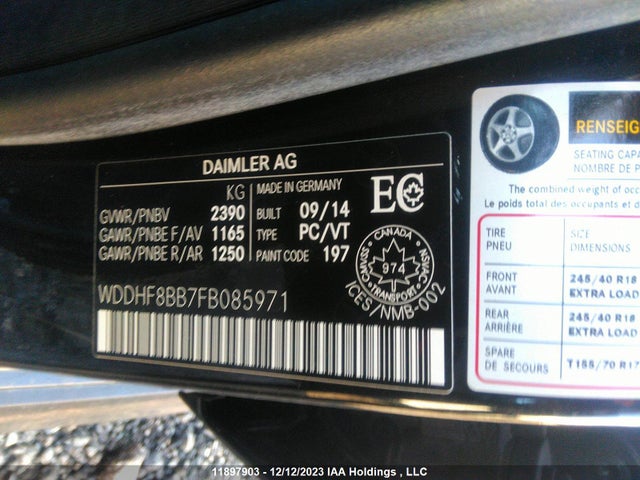 DAIMLER AG
KG
GVWR/PNBV 2390
GAWR/PNBE F/AV 1165
GAWR/PNBE R/AR 1250
MADE IN GERMANY
BUILT 09/14
TYPE PC/VT
PAINT CODE 197
EC
CANADA
974
TRANSPORT
ICES/NMB-002
WDDHF8BB7FB085971
RENSEIG
SEATING CAPA
NOMBRE DE P
The combined weight of oc
Le poids total des occupants et d
TIRE SIZE
PNEU DIMENSIONS
FRONT 245/40 R18
AVANT EXTRA LOAD
REAR 245/40 R18
ARRIÈRE EXTRA LOAD
SPARE T155/70 R17
DE SECOURS
11897903 - 12/12/2023 IAA Holdings , LLC